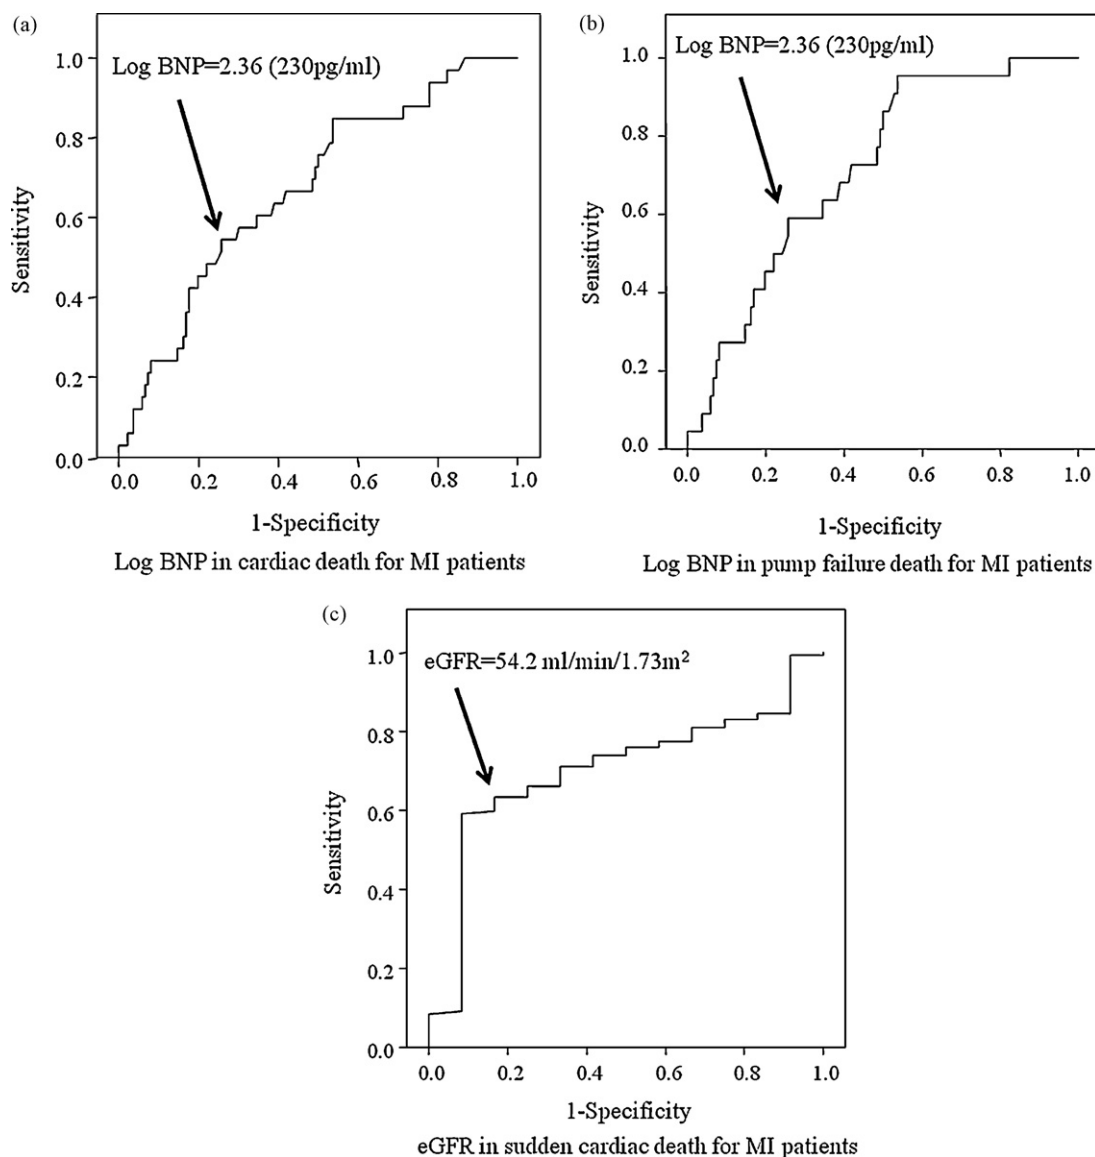 (a)
Log BNP=2.36 (230pg/ml)
1.0
0.8
0.6
0.4
0.2
0.0
Sensitivity
0.0 0.2 0.4 0.6 0.8 1.0
1-Specificity
Log BNP in cardiac death for MI patients
(b)
Log BNP=2.36 (230pg/ml)
1.0
0.8
0.6
0.4
0.2
0.0
Sensitivity
0.0 0.2 0.4 0.6 0.8 1.0
1-Specificity
Log BNP in pump failure death for MI patients
(c)
eGFR=54.2 ml/min/1.73m²
1.0
0.8
0.6
0.4
0.2
0.0
Sensitivity
0.0 0.2 0.4 0.6 0.8 1.0
1-Specificity
eGFR in sudden cardiac death for MI patients